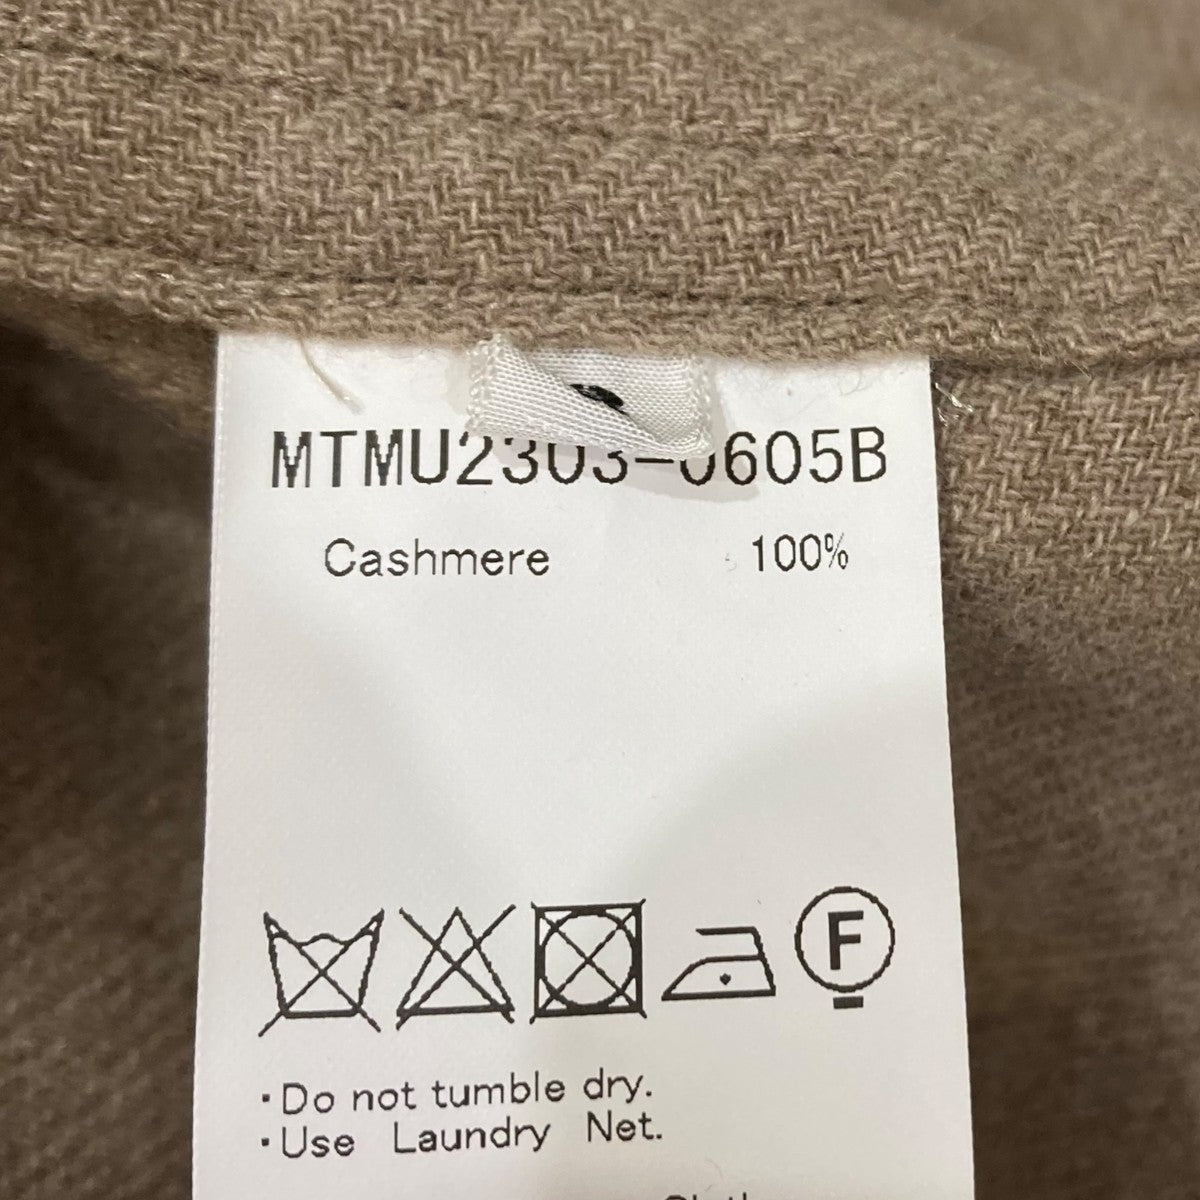 MTMU2303-0605B
Cashmere 100%
F
·Do not tumble dry.
·Use Laundry Net.